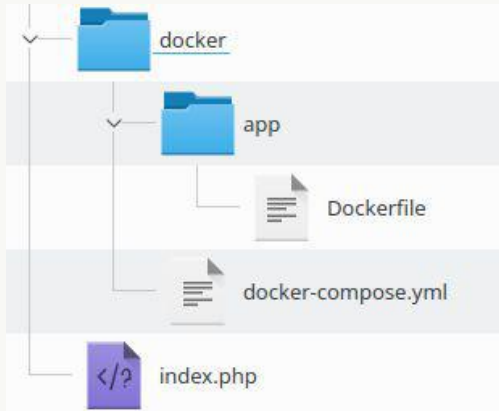 docker
app
Dockerfile
docker-compose.yml
</?
index.php